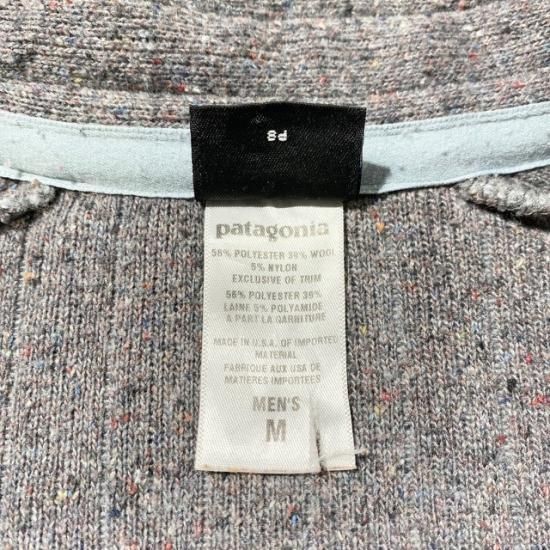 P8
patagonia
56% POLYESTER 39% WOOL
5% NYLON
EXCLUSIVE OF TRIM
56% POLYESTER 39%
LAINE 5% POLYAMIDE
A PART LA GARNITURE
MADE IN U.S.A. OF IMPORTED
MATERIAL
FABRIQUE AUX USA DE
MATIERES IMPORTEES
MEN'S
M